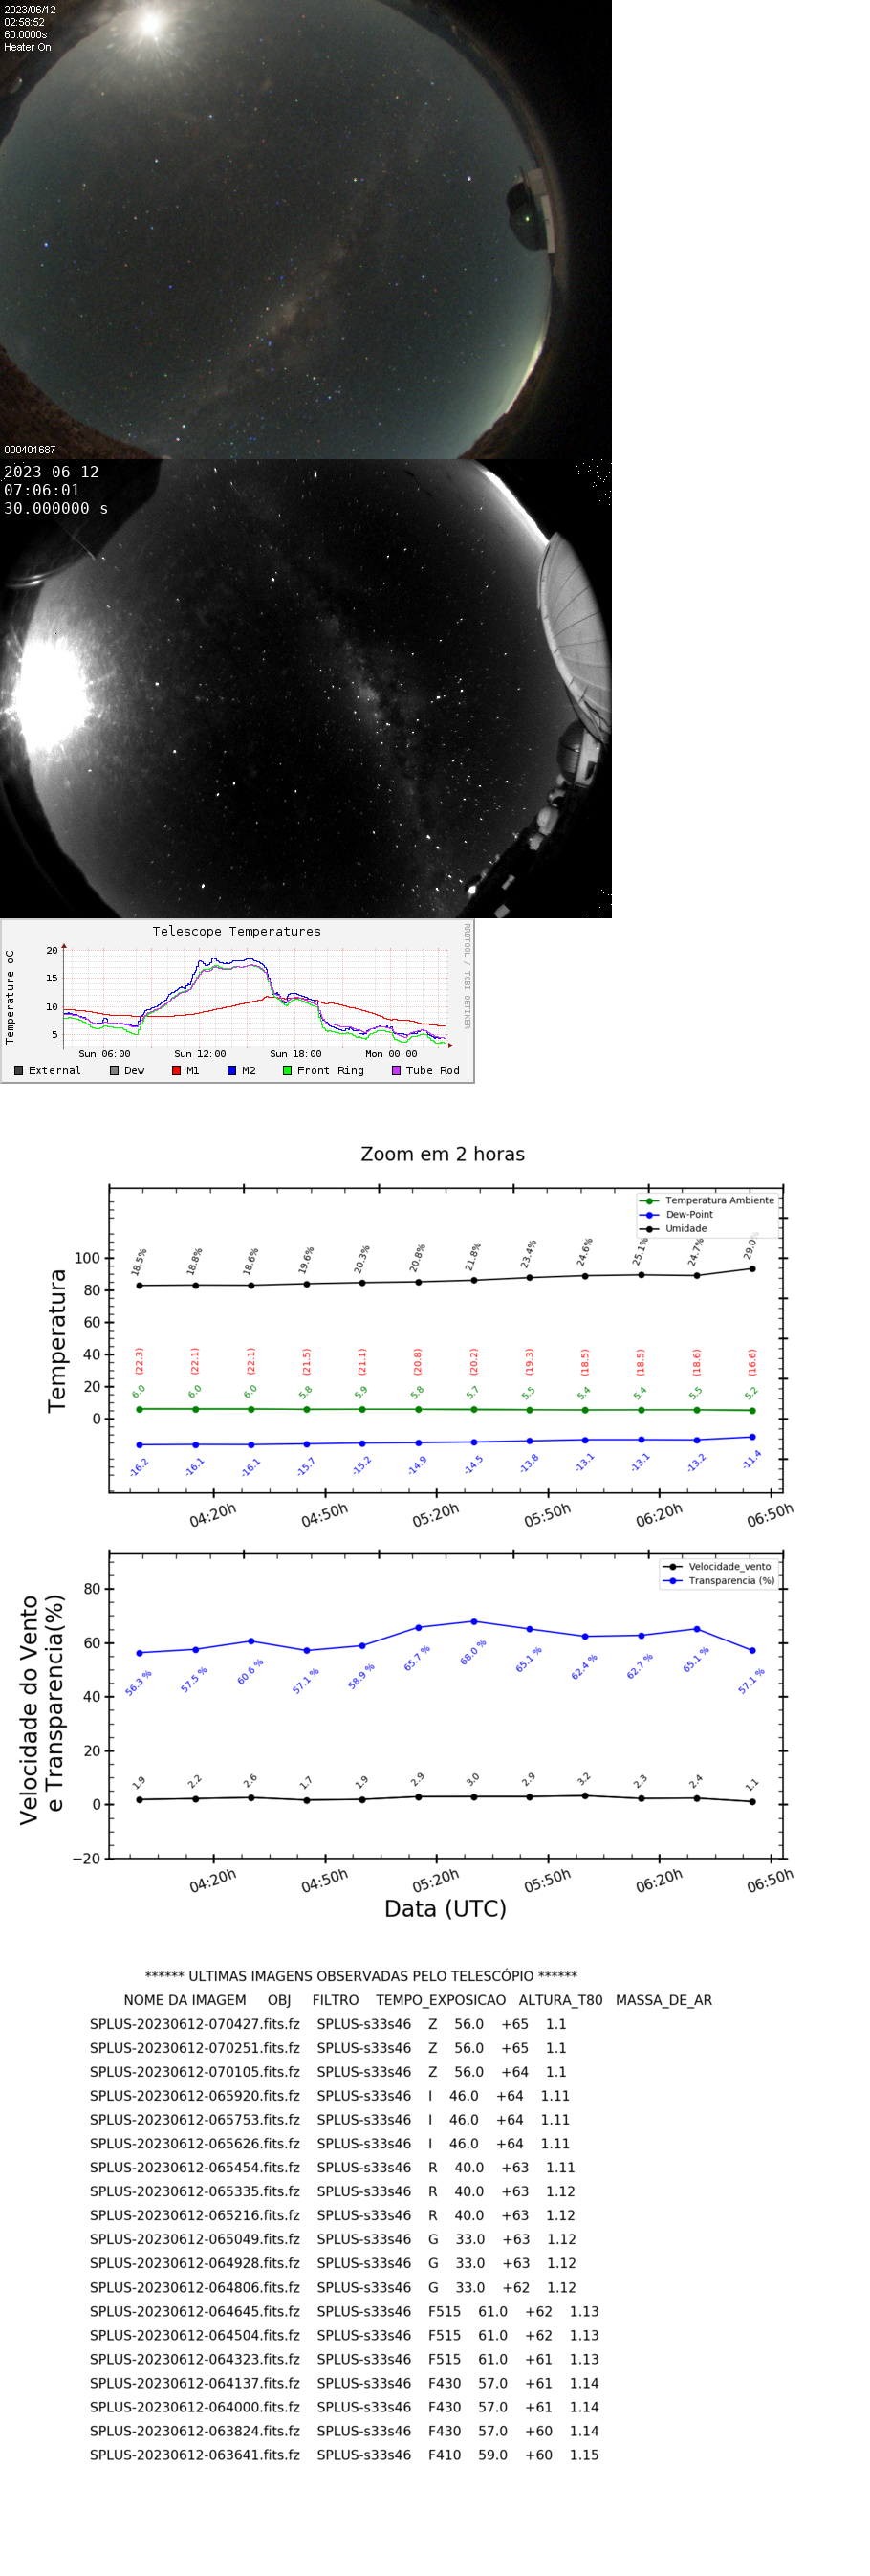 2023/06/12
02:58:52
60.0000s
Heater On
000401687
2023-06-12
07:06:01
30.000000 s
Telescope Temperatures
RRDTOOL / TOBI OETIKER
Temperature oC
20
15
10
5
Sun 06:00 Sun 12:00 Sun 18:00 Mon 00:00
External Dew M1 M2 Front Ring Tube Rod
Zoom em 2 horas
Temperatura Ambiente
Dew-Point
Umidade
Temperatura
100
80
60
40
20
0
18.5% 18.8% 18.6% 19.6% 20.3% 20.8% 21.8% 23.4% 24.6% 25.1% 24.7% 29.0
(22.3) (22.1) (22.1) (21.5) (21.1) (20.8) (20.2) (19.3) (18.5) (18.5) (18.6) (16.6)
6.0 6.0 6.0 5.8 5.9 5.8 5.7 5.5 5.4 5.4 5.5 5.2
-16.2 -16.1 -16.1 -15.7 -15.2 -14.9 -14.5 -13.8 -13.1 -13.1 -13.2 -11.4
04:20h 04:50h 05:20h 05:50h 06:20h 06:50h
Velocidade_vento
Transparencia (%)
Velocidade do Vento
e Transparencia(%)
80
60
40
20
0
−20
56.3 % 57.5 % 60.6 % 57.1 % 58.9 % 65.7 % 68.0 % 65.1 % 62.4 % 62.7 % 65.1 % 57.1 %
1.9 2.2 2.6 1.7 1.9 2.9 3.0 2.9 3.2 2.3 2.4 1.1
04:20h 04:50h 05:20h 05:50h 06:20h 06:50h
Data (UTC)
****** ULTIMAS IMAGENS OBSERVADAS PELO TELESCÓPIO ******
NOME DA IMAGEM OBJ FILTRO TEMPO_EXPOSICAO ALTURA_T80 MASSA_DE_AR
SPLUS-20230612-070427.fits.fz SPLUS-s33s46 Z 56.0 +65 1.1
SPLUS-20230612-070251.fits.fz SPLUS-s33s46 Z 56.0 +65 1.1
SPLUS-20230612-070105.fits.fz SPLUS-s33s46 Z 56.0 +64 1.1
SPLUS-20230612-065920.fits.fz SPLUS-s33s46 I 46.0 +64 1.11
SPLUS-20230612-065753.fits.fz SPLUS-s33s46 I 46.0 +64 1.11
SPLUS-20230612-065626.fits.fz SPLUS-s33s46 I 46.0 +64 1.11
SPLUS-20230612-065454.fits.fz SPLUS-s33s46 R 40.0 +63 1.11
SPLUS-20230612-065335.fits.fz SPLUS-s33s46 R 40.0 +63 1.12
SPLUS-20230612-065216.fits.fz SPLUS-s33s46 R 40.0 +63 1.12
SPLUS-20230612-065049.fits.fz SPLUS-s33s46 G 33.0 +63 1.12
SPLUS-20230612-064928.fits.fz SPLUS-s33s46 G 33.0 +63 1.12
SPLUS-20230612-064806.fits.fz SPLUS-s33s46 G 33.0 +62 1.12
SPLUS-20230612-064645.fits.fz SPLUS-s33s46 F515 61.0 +62 1.13
SPLUS-20230612-064504.fits.fz SPLUS-s33s46 F515 61.0 +62 1.13
SPLUS-20230612-064323.fits.fz SPLUS-s33s46 F515 61.0 +61 1.13
SPLUS-20230612-064137.fits.fz SPLUS-s33s46 F430 57.0 +61 1.14
SPLUS-20230612-064000.fits.fz SPLUS-s33s46 F430 57.0 +61 1.14
SPLUS-20230612-063824.fits.fz SPLUS-s33s46 F430 57.0 +60 1.14
SPLUS-20230612-063641.fits.fz SPLUS-s33s46 F410 59.0 +60 1.15